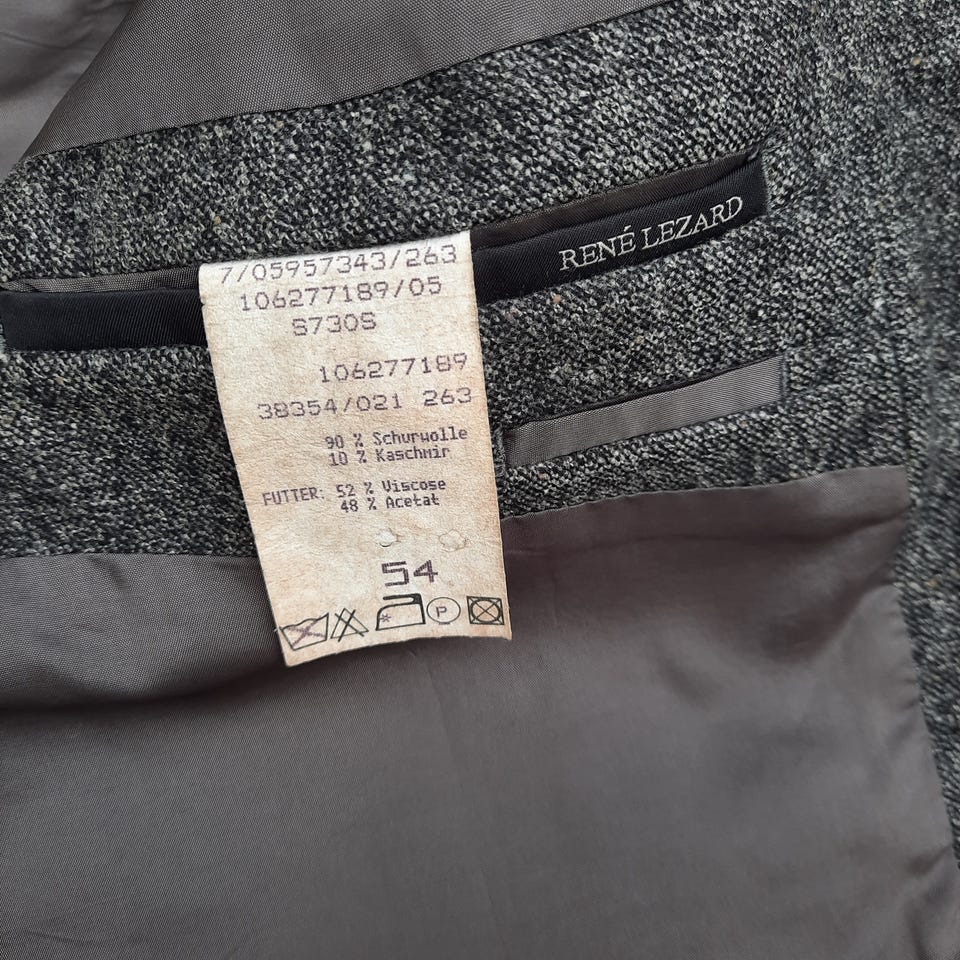 RENÉ LEZARD
7/05957343/263
106277189/05
S730S
106277189
38354/021 263
90 % Schurwolle
10 % Kaschmir
FUTTER: 52 % Viscose
48 % Acetat
54
P